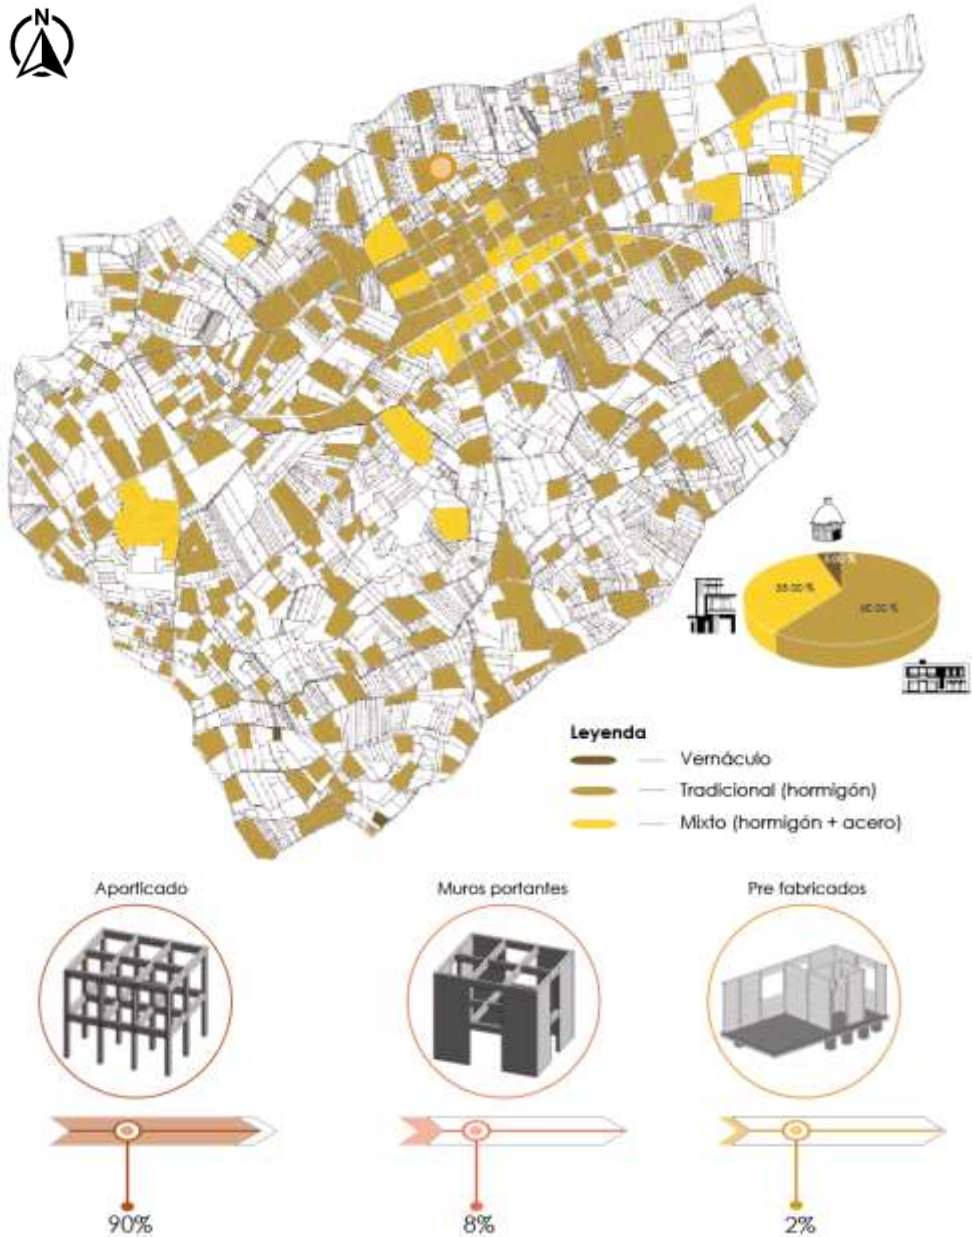 N
35.00 %
60.00 %
Leyenda
Vernáculo
Tradicional (hormigón)
Mixto (hormigón + acero)
Aporticado
Muros portantes
Pre fabricados
90%
8%
2%